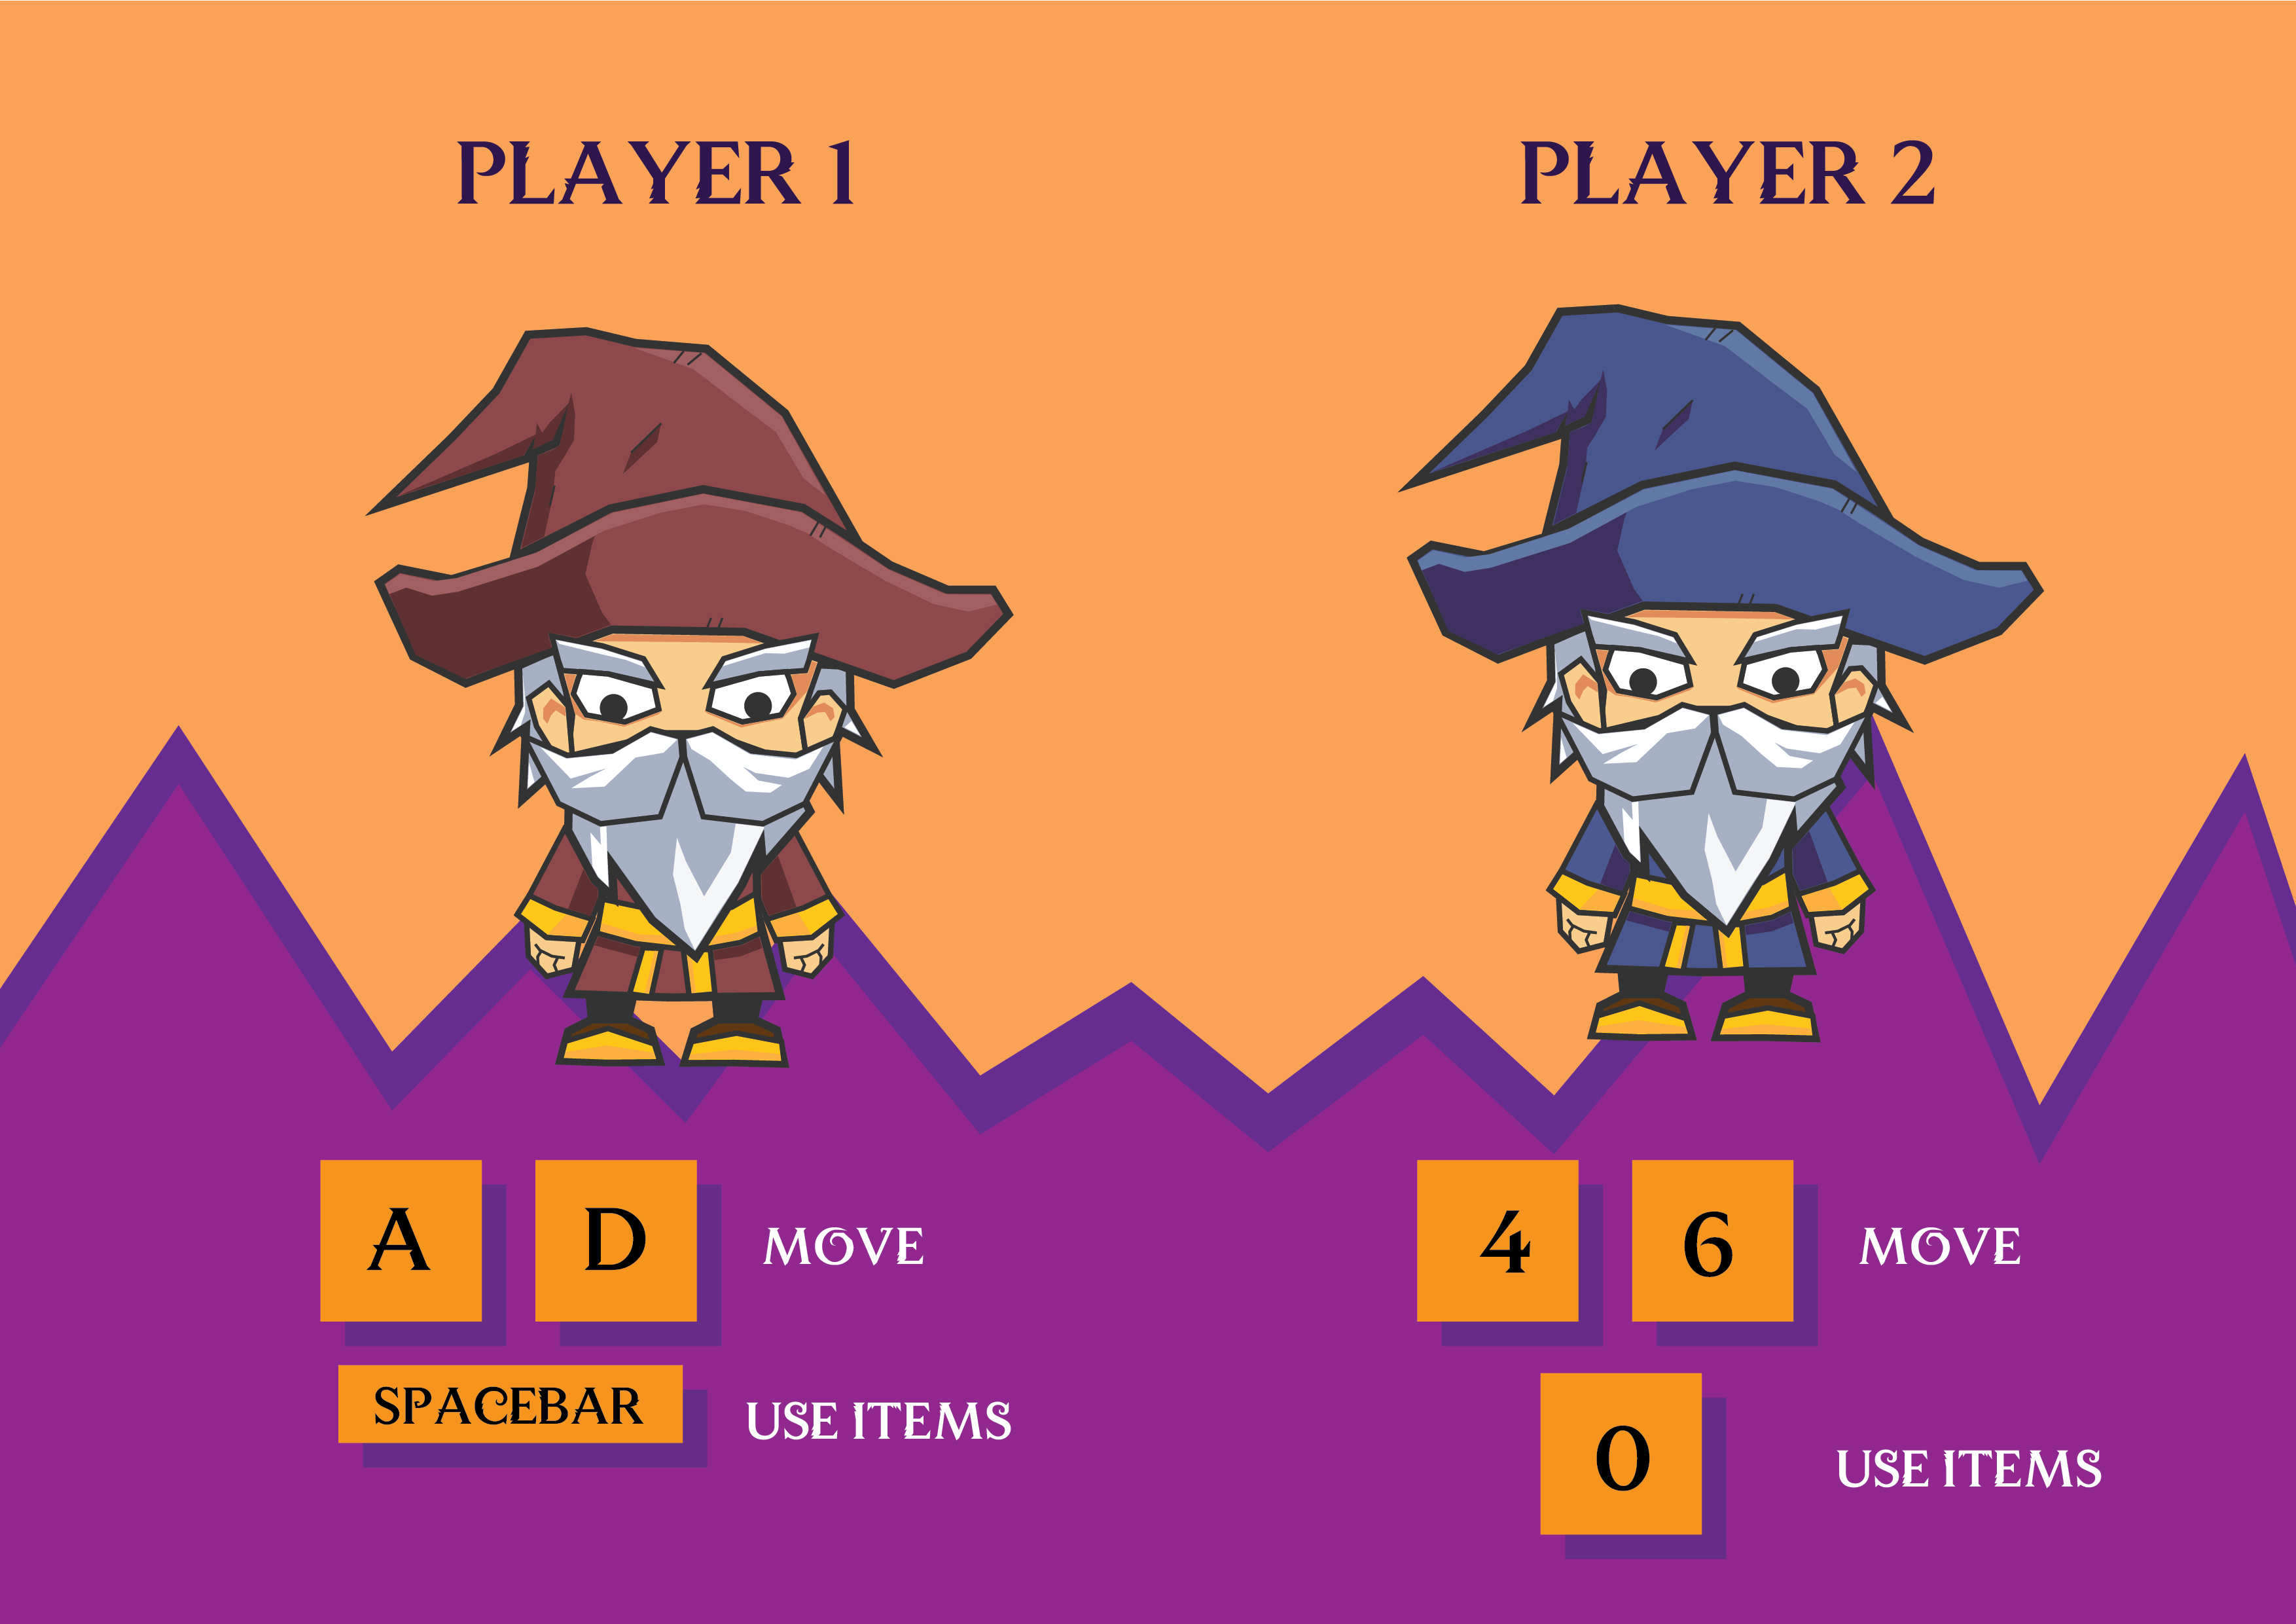 PLAYER 1
PLAYER 2
A D MOVE
SPACEBAR USE ITEMS
4 6 MOVE
0 USE ITEMS